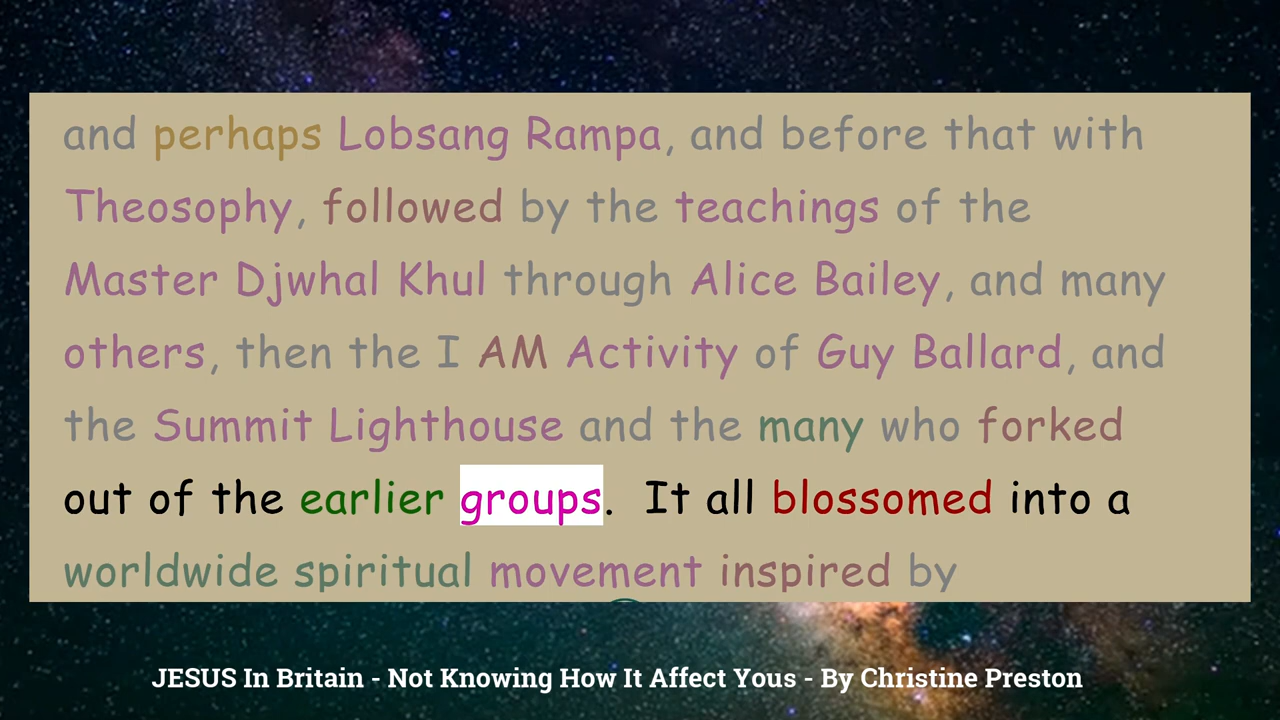 and perhaps Lobsang Rampa, and before that with
Theosophy, followed by the teachings of the
Master Djwhal Khul through Alice Bailey, and many
others, then the I AM Activity of Guy Ballard, and
the Summit Lighthouse and the many who forked
out of the earlier groups.  It all blossomed into a
worldwide spiritual movement inspired by
JESUS In Britain - Not Knowing How It Affect Yous - By Christine Preston